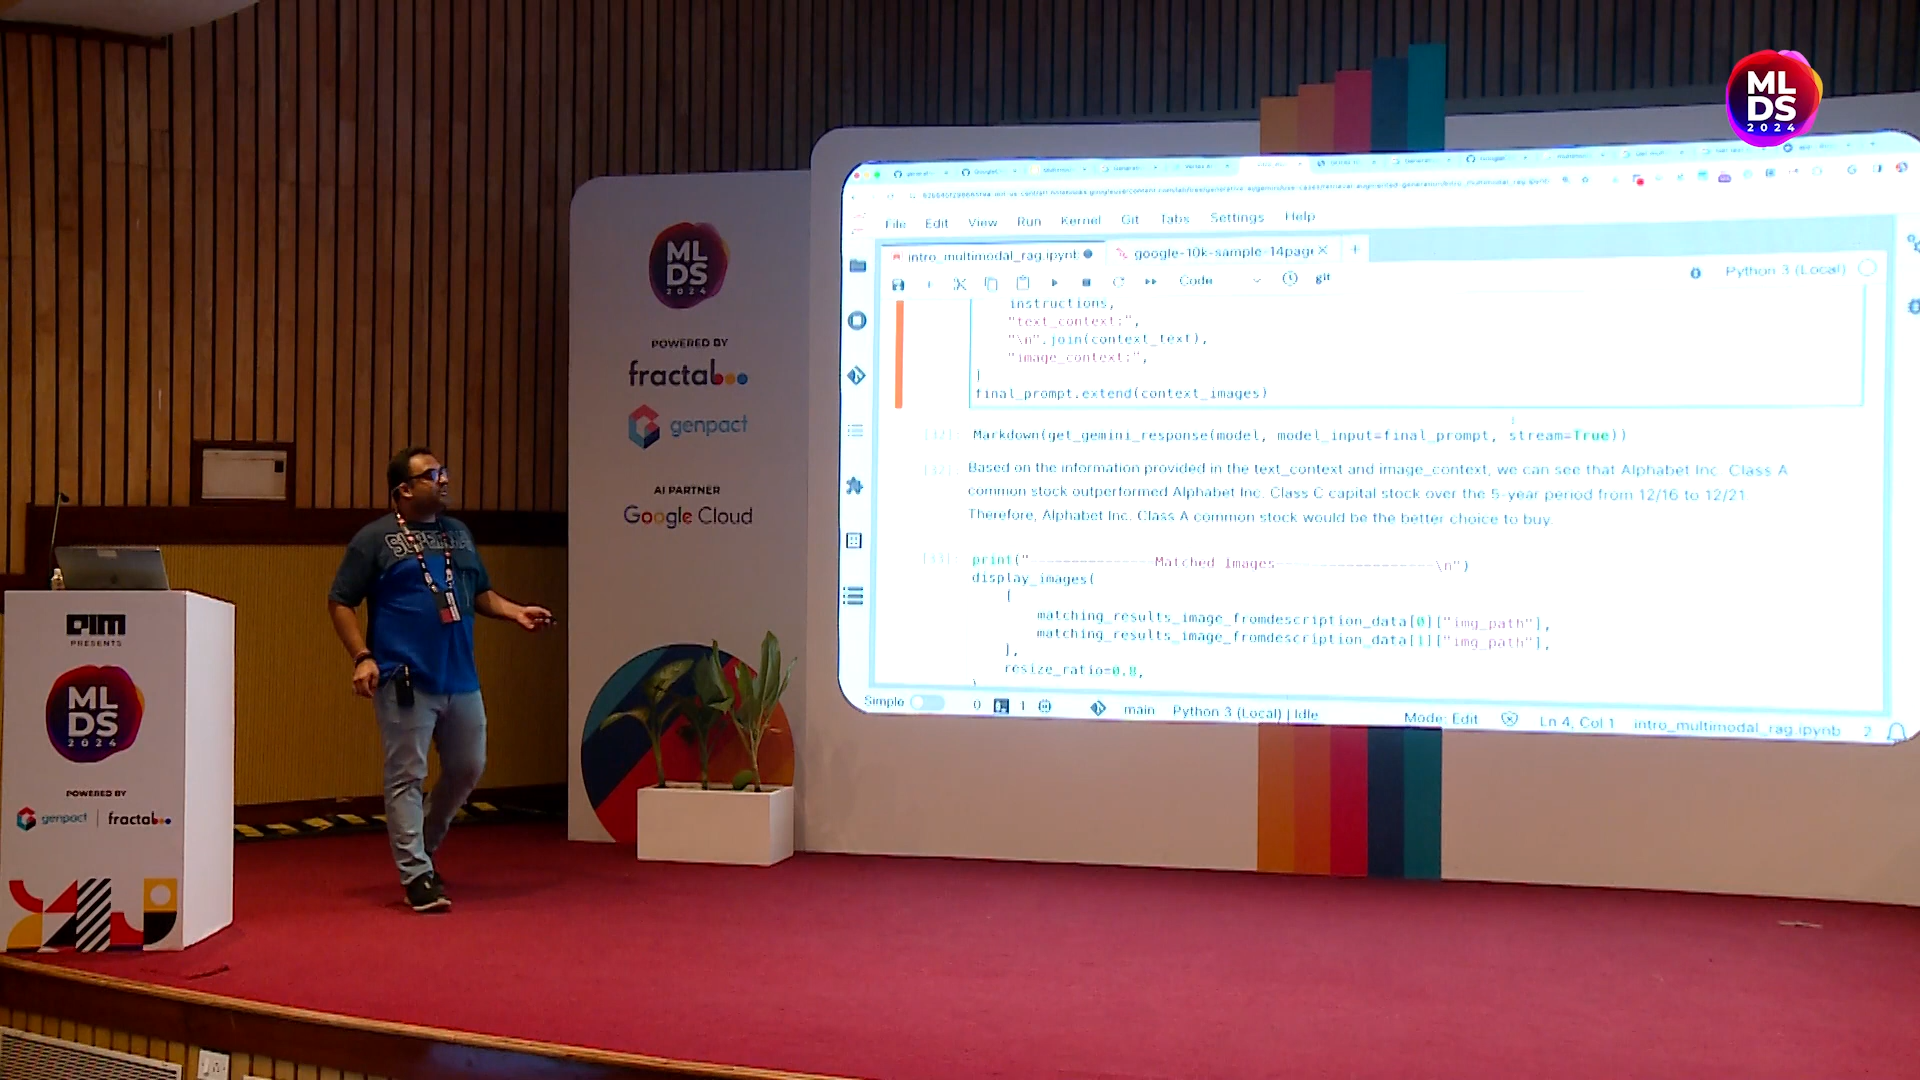 ML
DS
2024
ML
DS
2024
POWERED BY
fractal
genpact
AI PARTNER
Google Cloud
AIM
PRESENTS
ML
DS
2024
POWERED BY
genpact | fractal
SUPERDRY
File Edit View Run Kernel Git Tabs Settings Help
intro_multimodal_rag.ipynb
google-10k-sample-14page
Code
git
Python 3 (Local)
instructions,
"text_context:",
"\n".join(context_text),
"image_context:",
]
final_prompt.extend(context_images)
Markdown(get_gemini_response(model, model_input=final_prompt, stream=True))
Based on the information provided in the text_context and image_context, we can see that Alphabet Inc. Class A
common stock outperformed Alphabet Inc. Class C capital stock over the 5-year period from 12/16 to 12/21.
Therefore, Alphabet Inc. Class A common stock would be the better choice to buy.
print("---------------Matched Images------------------\n")
display_images(
[
matching_results_image_fromdescription_data[0]["img_path"],
matching_results_image_fromdescription_data[1]["img_path"],
],
resize_ratio=0.8,
)
Simple 0 1 main Python 3 (Local) | Idle Mode: Edit Ln 4, Col 1 intro_multimodal_rag.ipynb 2